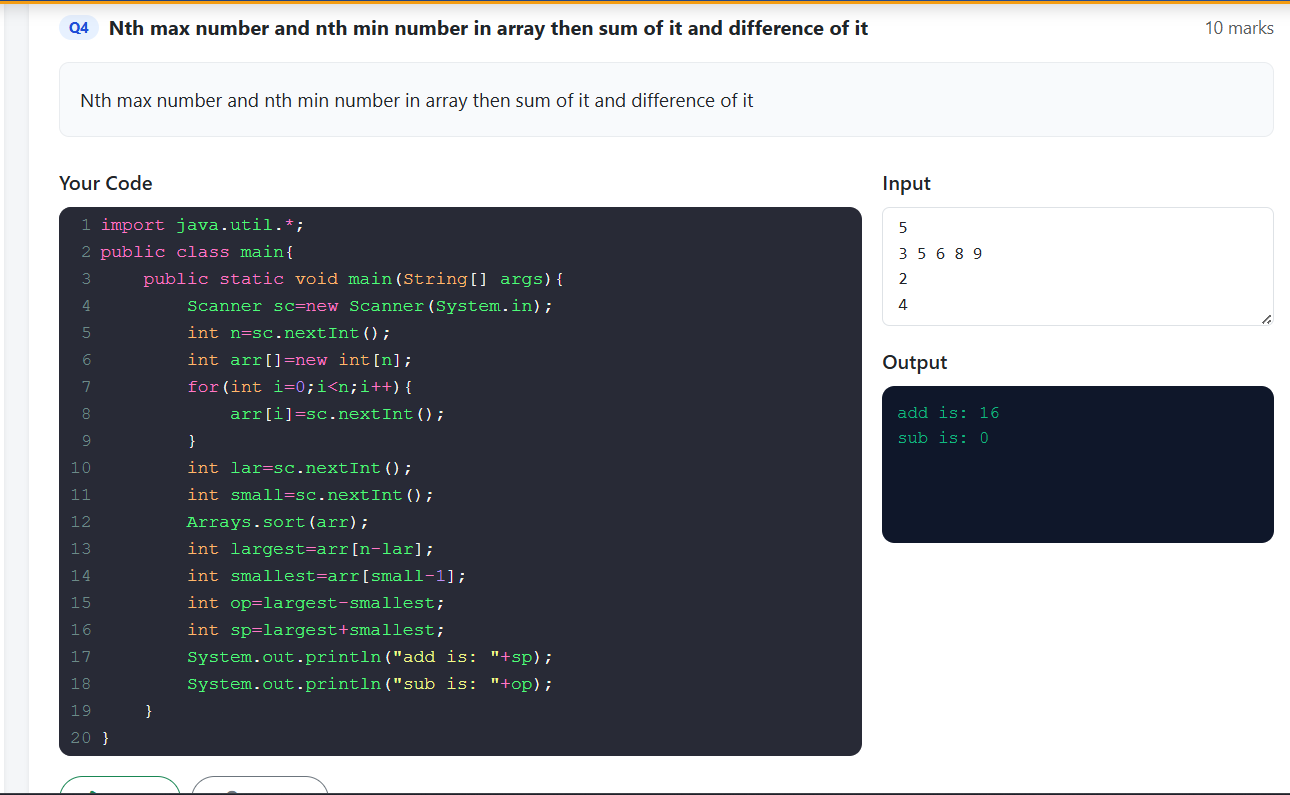 Q4 Nth max number and nth min number in array then sum of it and difference of it 10 marks
Nth max number and nth min number in array then sum of it and difference of it
Your Code
1 import java.util.*;
2 public class main{
3     public static void main(String[] args){
4         Scanner sc=new Scanner(System.in);
5         int n=sc.nextInt();
6         int arr[]=new int[n];
7         for(int i=0;i<n;i++){
8             arr[i]=sc.nextInt();
9         }
10         int lar=sc.nextInt();
11         int small=sc.nextInt();
12         Arrays.sort(arr);
13         int largest=arr[n-lar];
14         int smallest=arr[small-1];
15         int op=largest-smallest;
16         int sp=largest+smallest;
17         System.out.println("add is: "+sp);
18         System.out.println("sub is: "+op);
19     }
20 }
Input
5
3 5 6 8 9
2
4
Output
add is: 16
sub is: 0